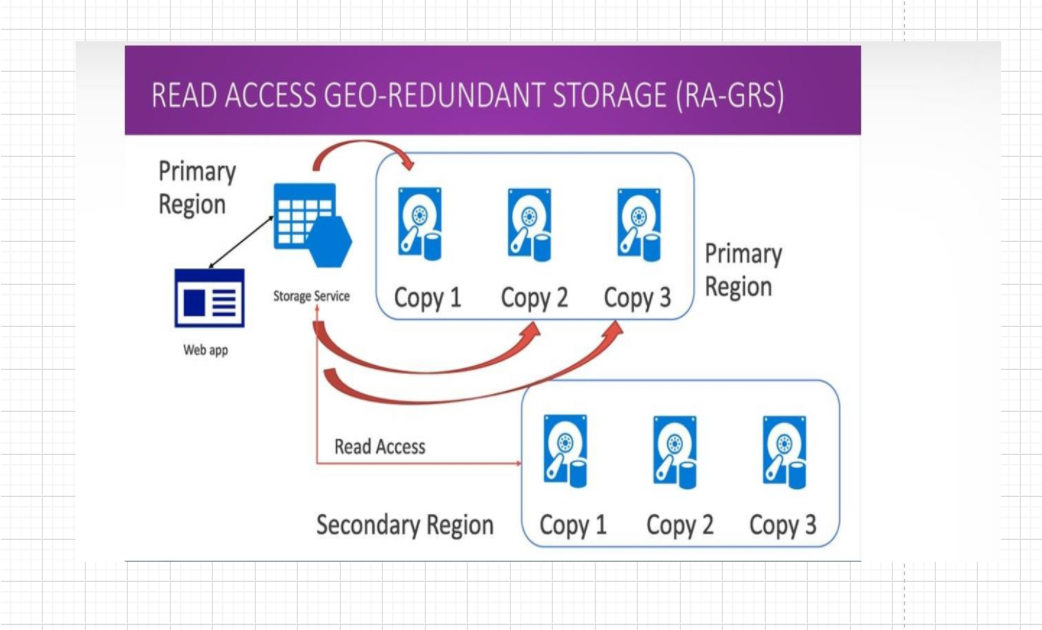 READ ACCESS GEO-REDUNDANT STORAGE (RA-GRS)
Primary
Region
Storage Service
Web app
Copy 1
Copy 2
Copy 3
Primary
Region
Read Access
Secondary Region
Copy 1
Copy 2
Copy 3